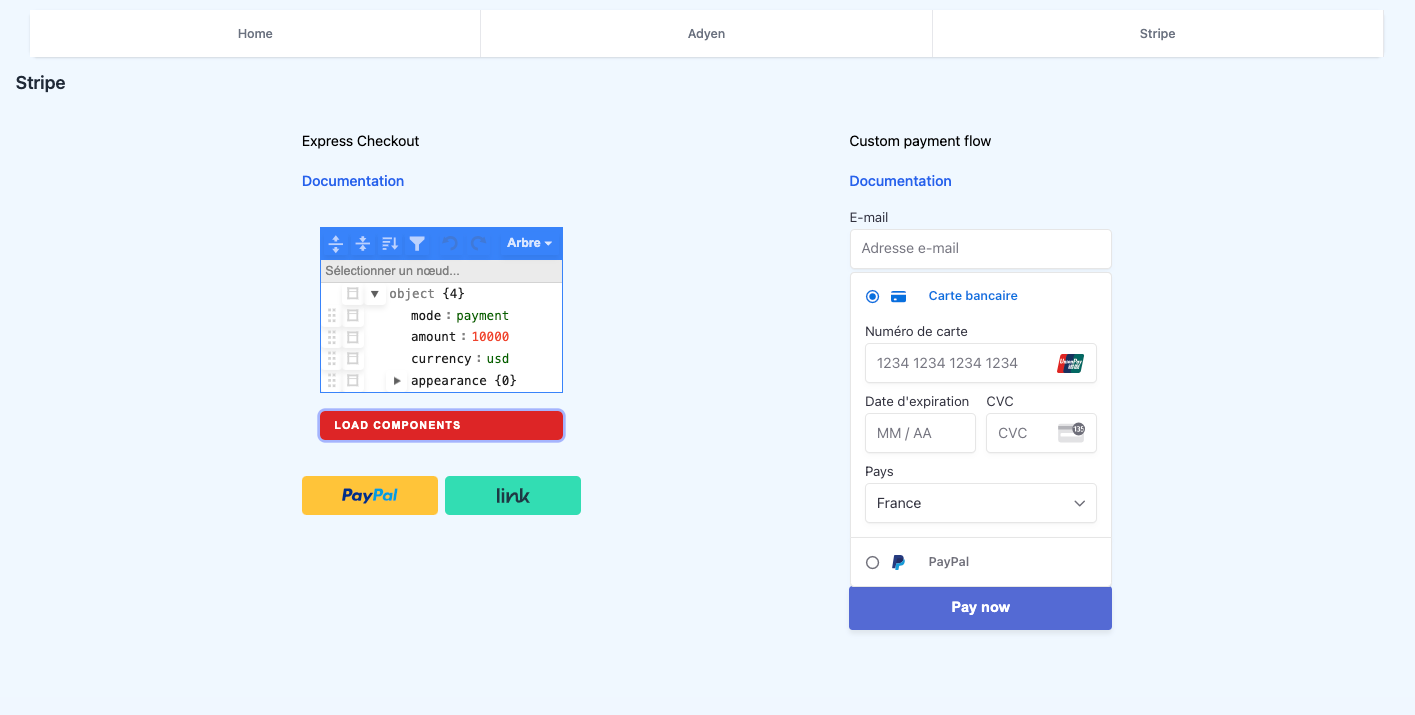 Home
Adyen
Stripe
Stripe
Express Checkout
Documentation
Arbre
Sélectionner un nœud...
object {4}
mode : payment
amount : 10000
currency : usd
appearance {0}
LOAD COMPONENTS
PayPal
link
Custom payment flow
Documentation
E-mail
Adresse e-mail
Carte bancaire
Numéro de carte
1234 1234 1234 1234
UnionPay
Date d'expiration
CVC
MM / AA
CVC
135
Pays
France
PayPal
Pay now